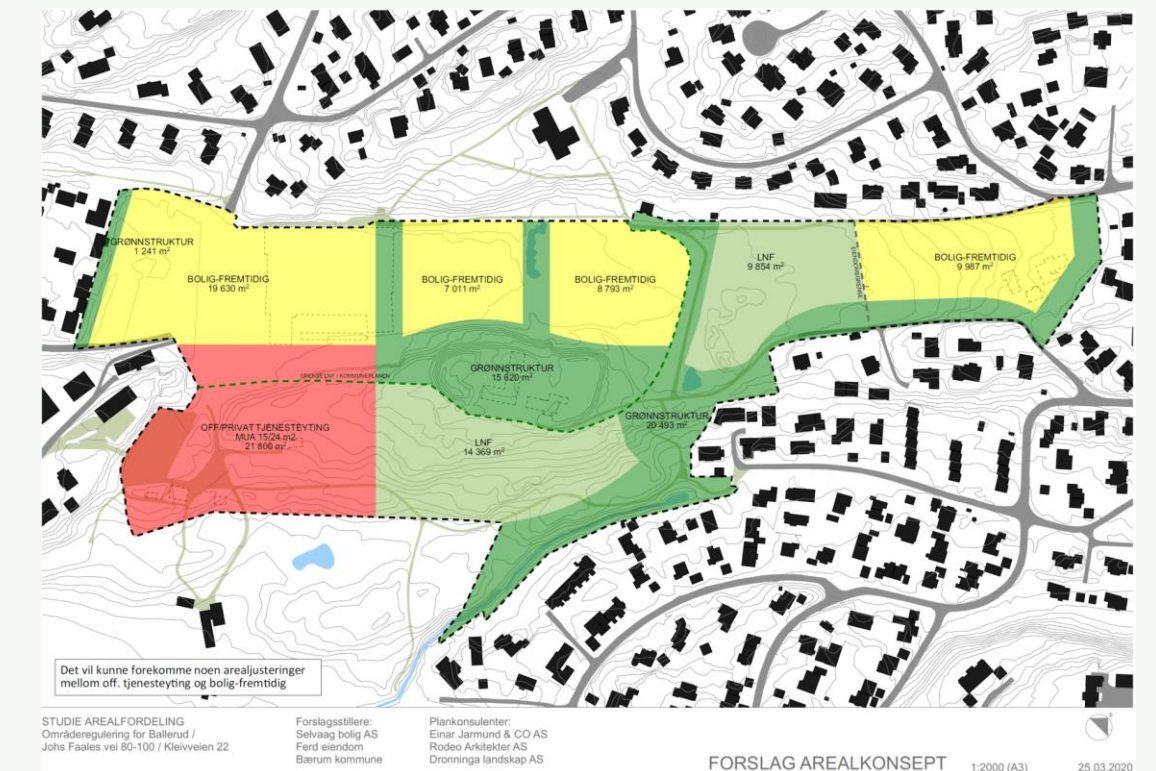 GRØNNSTRUKTUR
1 241 m²
BOLIG-FREMTIDIG
19 630 m²
BOLIG-FREMTIDIG
7 011 m²
BOLIG-FREMTIDIG
8 793 m²
LNF
9 854 m²
BOLIG-FREMTIDIG
9 987 m²
GRENSE LNF I KOMMUNEPLANEN
GRØNNSTRUKTUR
15 620 m²
OFF/PRIVAT TJENESTEYTING
MUA 15/24 m2
21 800 m²
LNF
14 369 m²
GRØNNSTRUKTUR
20 493 m²
Det vil kunne forekomme noen arealjusteringer
mellom off. tjenesteyting og bolig-fremtidig
STUDIE AREALFORDELING
Områderegulering for Ballerud /
Johs Faales vei 80-100 / Kleivveien 22
Forslagsstillere:
Selvaag bolig AS
Ferd eiendom
Bærum kommune
Plankonsulenter:
Einar Jarmund & CO AS
Rodeo Arkitekter AS
Dronninga landskap AS
FORSLAG AREALKONSEPT
1:2000 (A3)
25.03.2020